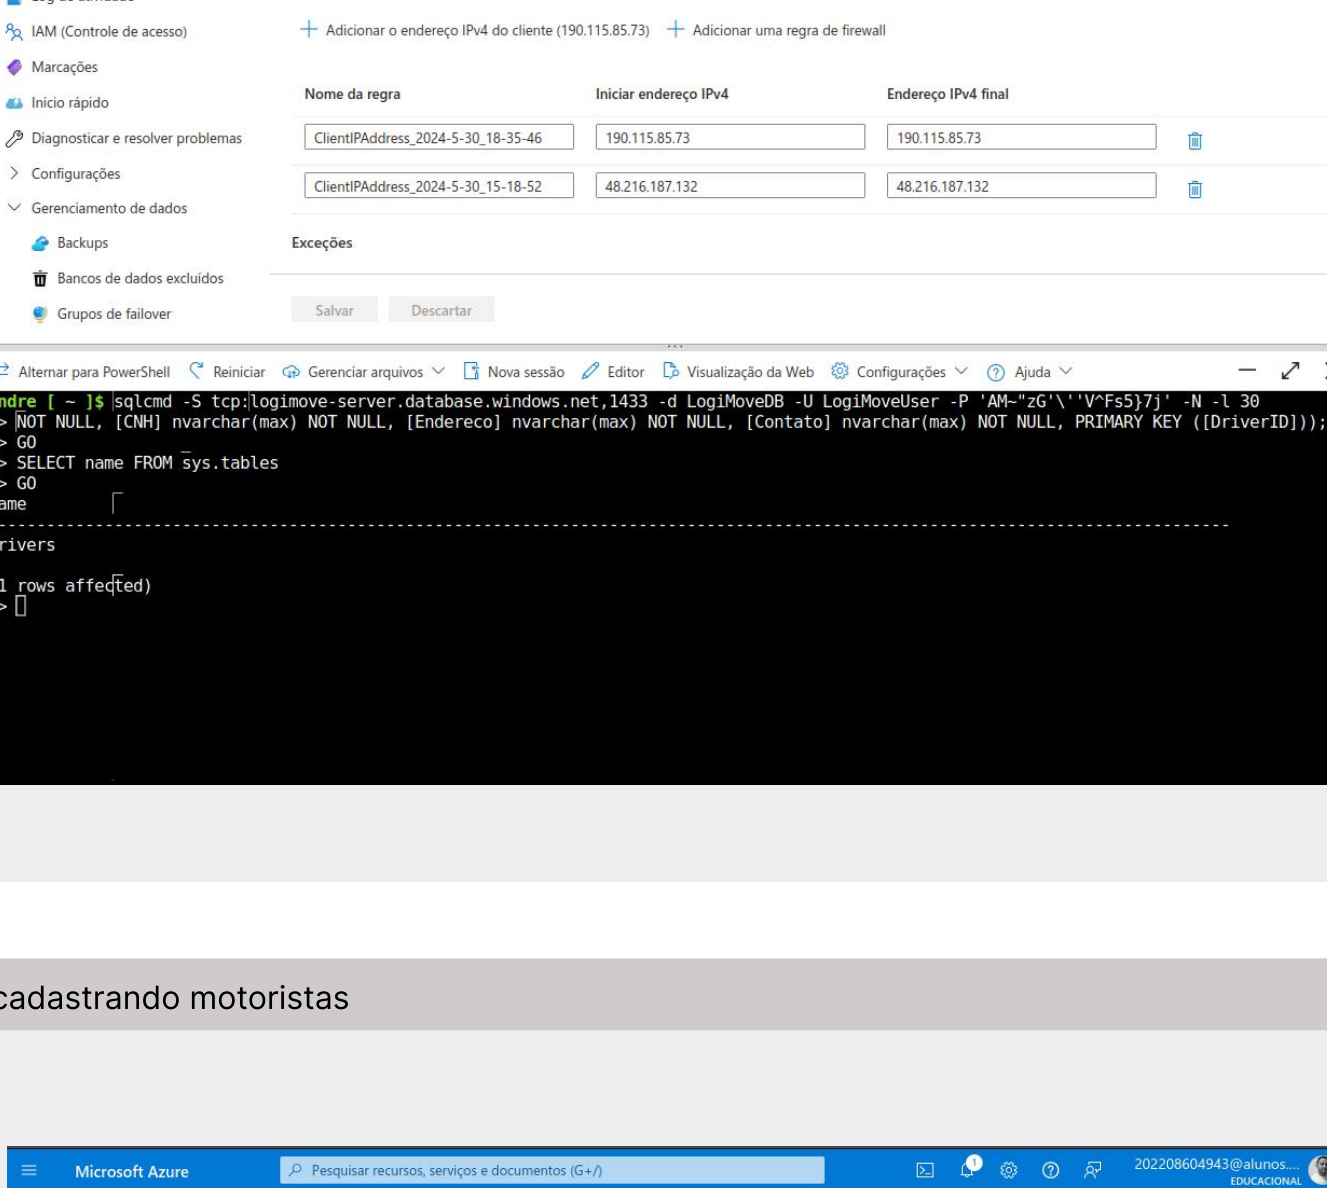 IAM (Controle de acesso)
Marcações
Início rápido
Diagnosticar e resolver problemas
Configurações
Gerenciamento de dados
Backups
Bancos de dados excluídos
Grupos de failover
Adicionar o endereço IPv4 do cliente (190.115.85.73) Adicionar uma regra de firewall
Nome da regra Iniciar endereço IPv4 Endereço IPv4 final
ClientIPAddress_2024-5-30_18-35-46 190.115.85.73 190.115.85.73
ClientIPAddress_2024-5-30_15-18-52 48.216.187.132 48.216.187.132
Exceções
Salvar Descartar
Alternar para PowerShell Reiniciar Gerenciar arquivos Nova sessão Editor Visualização da Web Configurações Ajuda
ndre [ ~ ]$ sqlcmd -S tcp:logimove-server.database.windows.net,1433 -d LogiMoveDB -U LogiMoveUser -P 'AM~"zG'\''V^Fs5}7j' -N -l 30
> NOT NULL, [CNH] nvarchar(max) NOT NULL, [Endereco] nvarchar(max) NOT NULL, [Contato] nvarchar(max) NOT NULL, PRIMARY KEY ([DriverID]));
> GO
> SELECT name FROM sys.tables
> GO
ame
rivers
1 rows affected)
>
cadastrando motoristas
Microsoft Azure Pesquisar recursos, serviços e documentos (G+/) 1 202208604943@alunos....
EDUCACIONAL